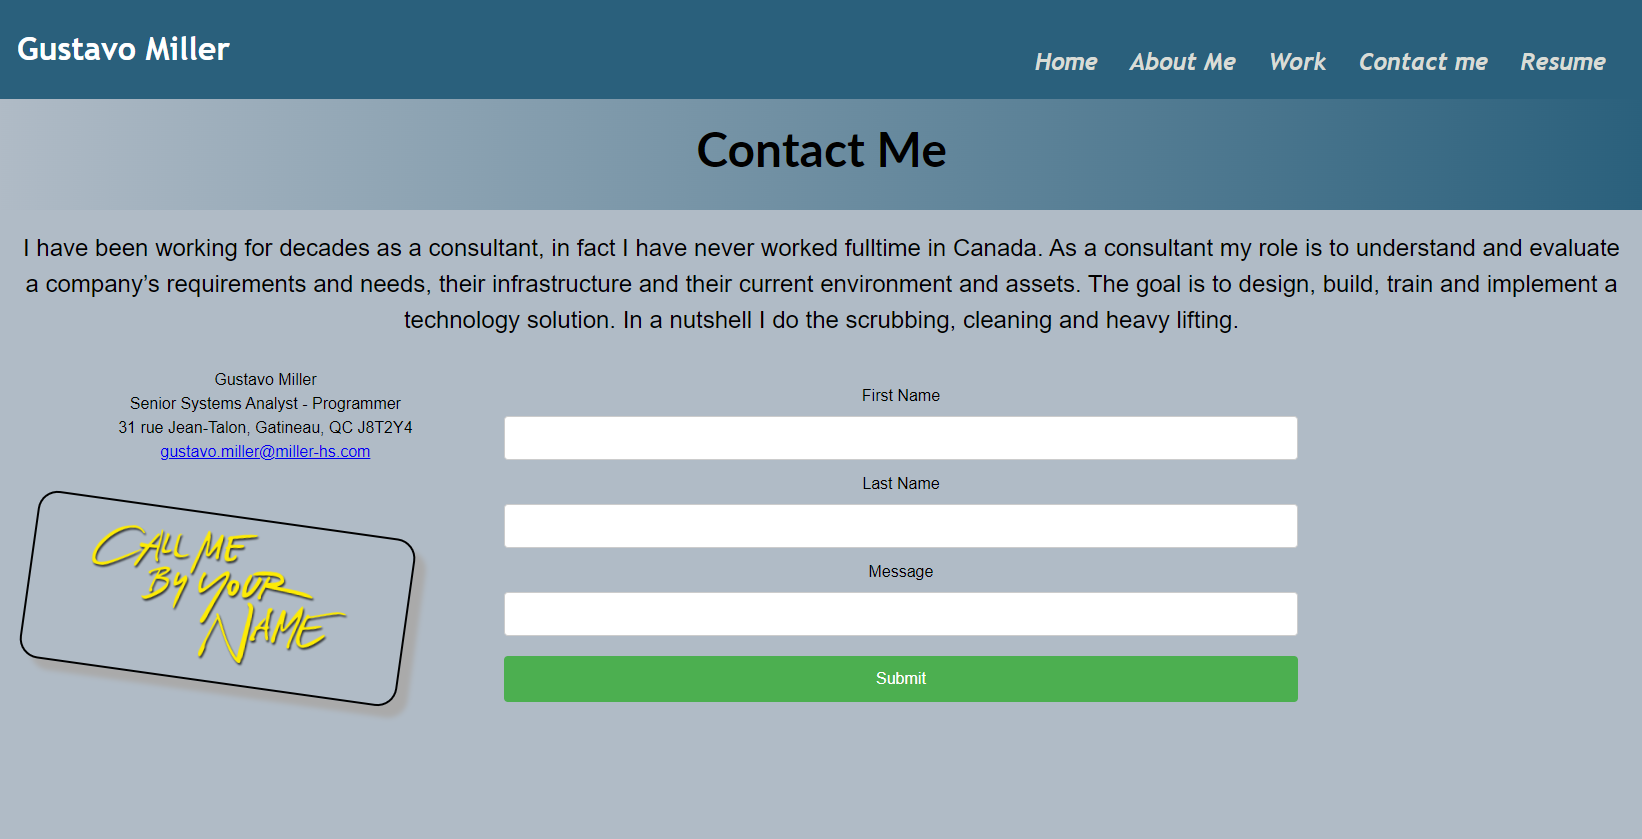 Gustavo Miller
Home About Me Work Contact me Resume
Contact Me
I have been working for decades as a consultant, in fact I have never worked fulltime in Canada. As a consultant my role is to understand and evaluate
a company’s requirements and needs, their infrastructure and their current environment and assets. The goal is to design, build, train and implement a
technology solution. In a nutshell I do the scrubbing, cleaning and heavy lifting.
Gustavo Miller
Senior Systems Analyst - Programmer
31 rue Jean-Talon, Gatineau, QC J8T2Y4
gustavo.miller@miller-hs.com
CALL ME
BY YOUR
NAME
First Name
Last Name
Message
Submit